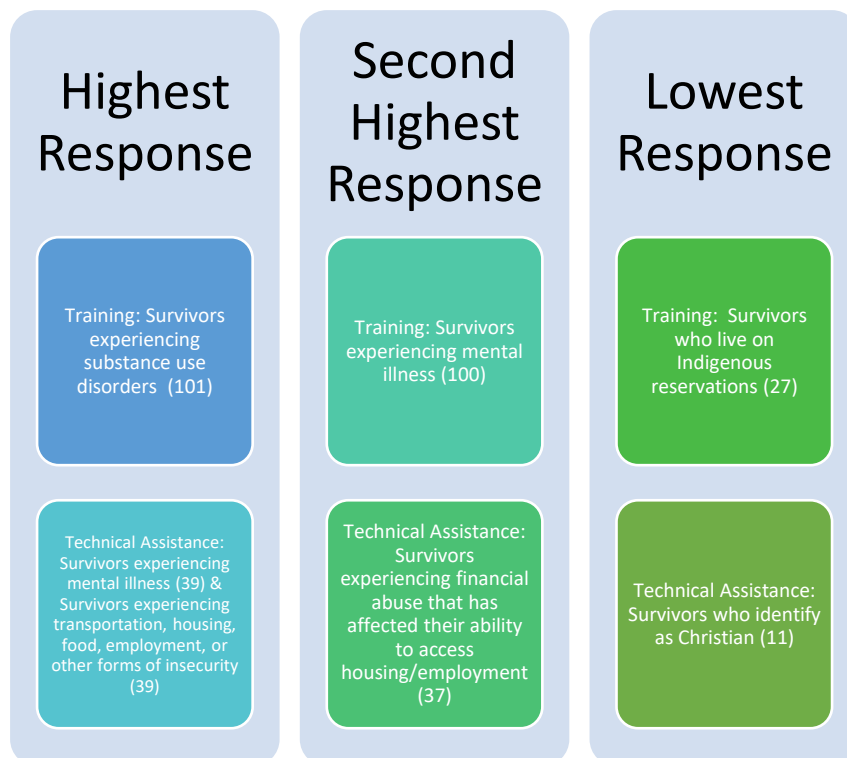 Highest
Response
Training: Survivors
experiencing
substance use
disorders  (101)
Technical Assistance:
Survivors experiencing
mental illness (39) &
Survivors experiencing
transportation, housing,
food, employment, or
other forms of insecurity
(39)
Second
Highest
Response
Training: Survivors
experiencing mental
illness (100)
Technical Assistance:
Survivors
experiencing financial
abuse that has
affected their ability
to access
housing/employment
(37)
Lowest
Response
Training:  Survivors
who live on
Indigenous
reservations (27)
Technical Assistance:
Survivors who identify
as Christian (11)